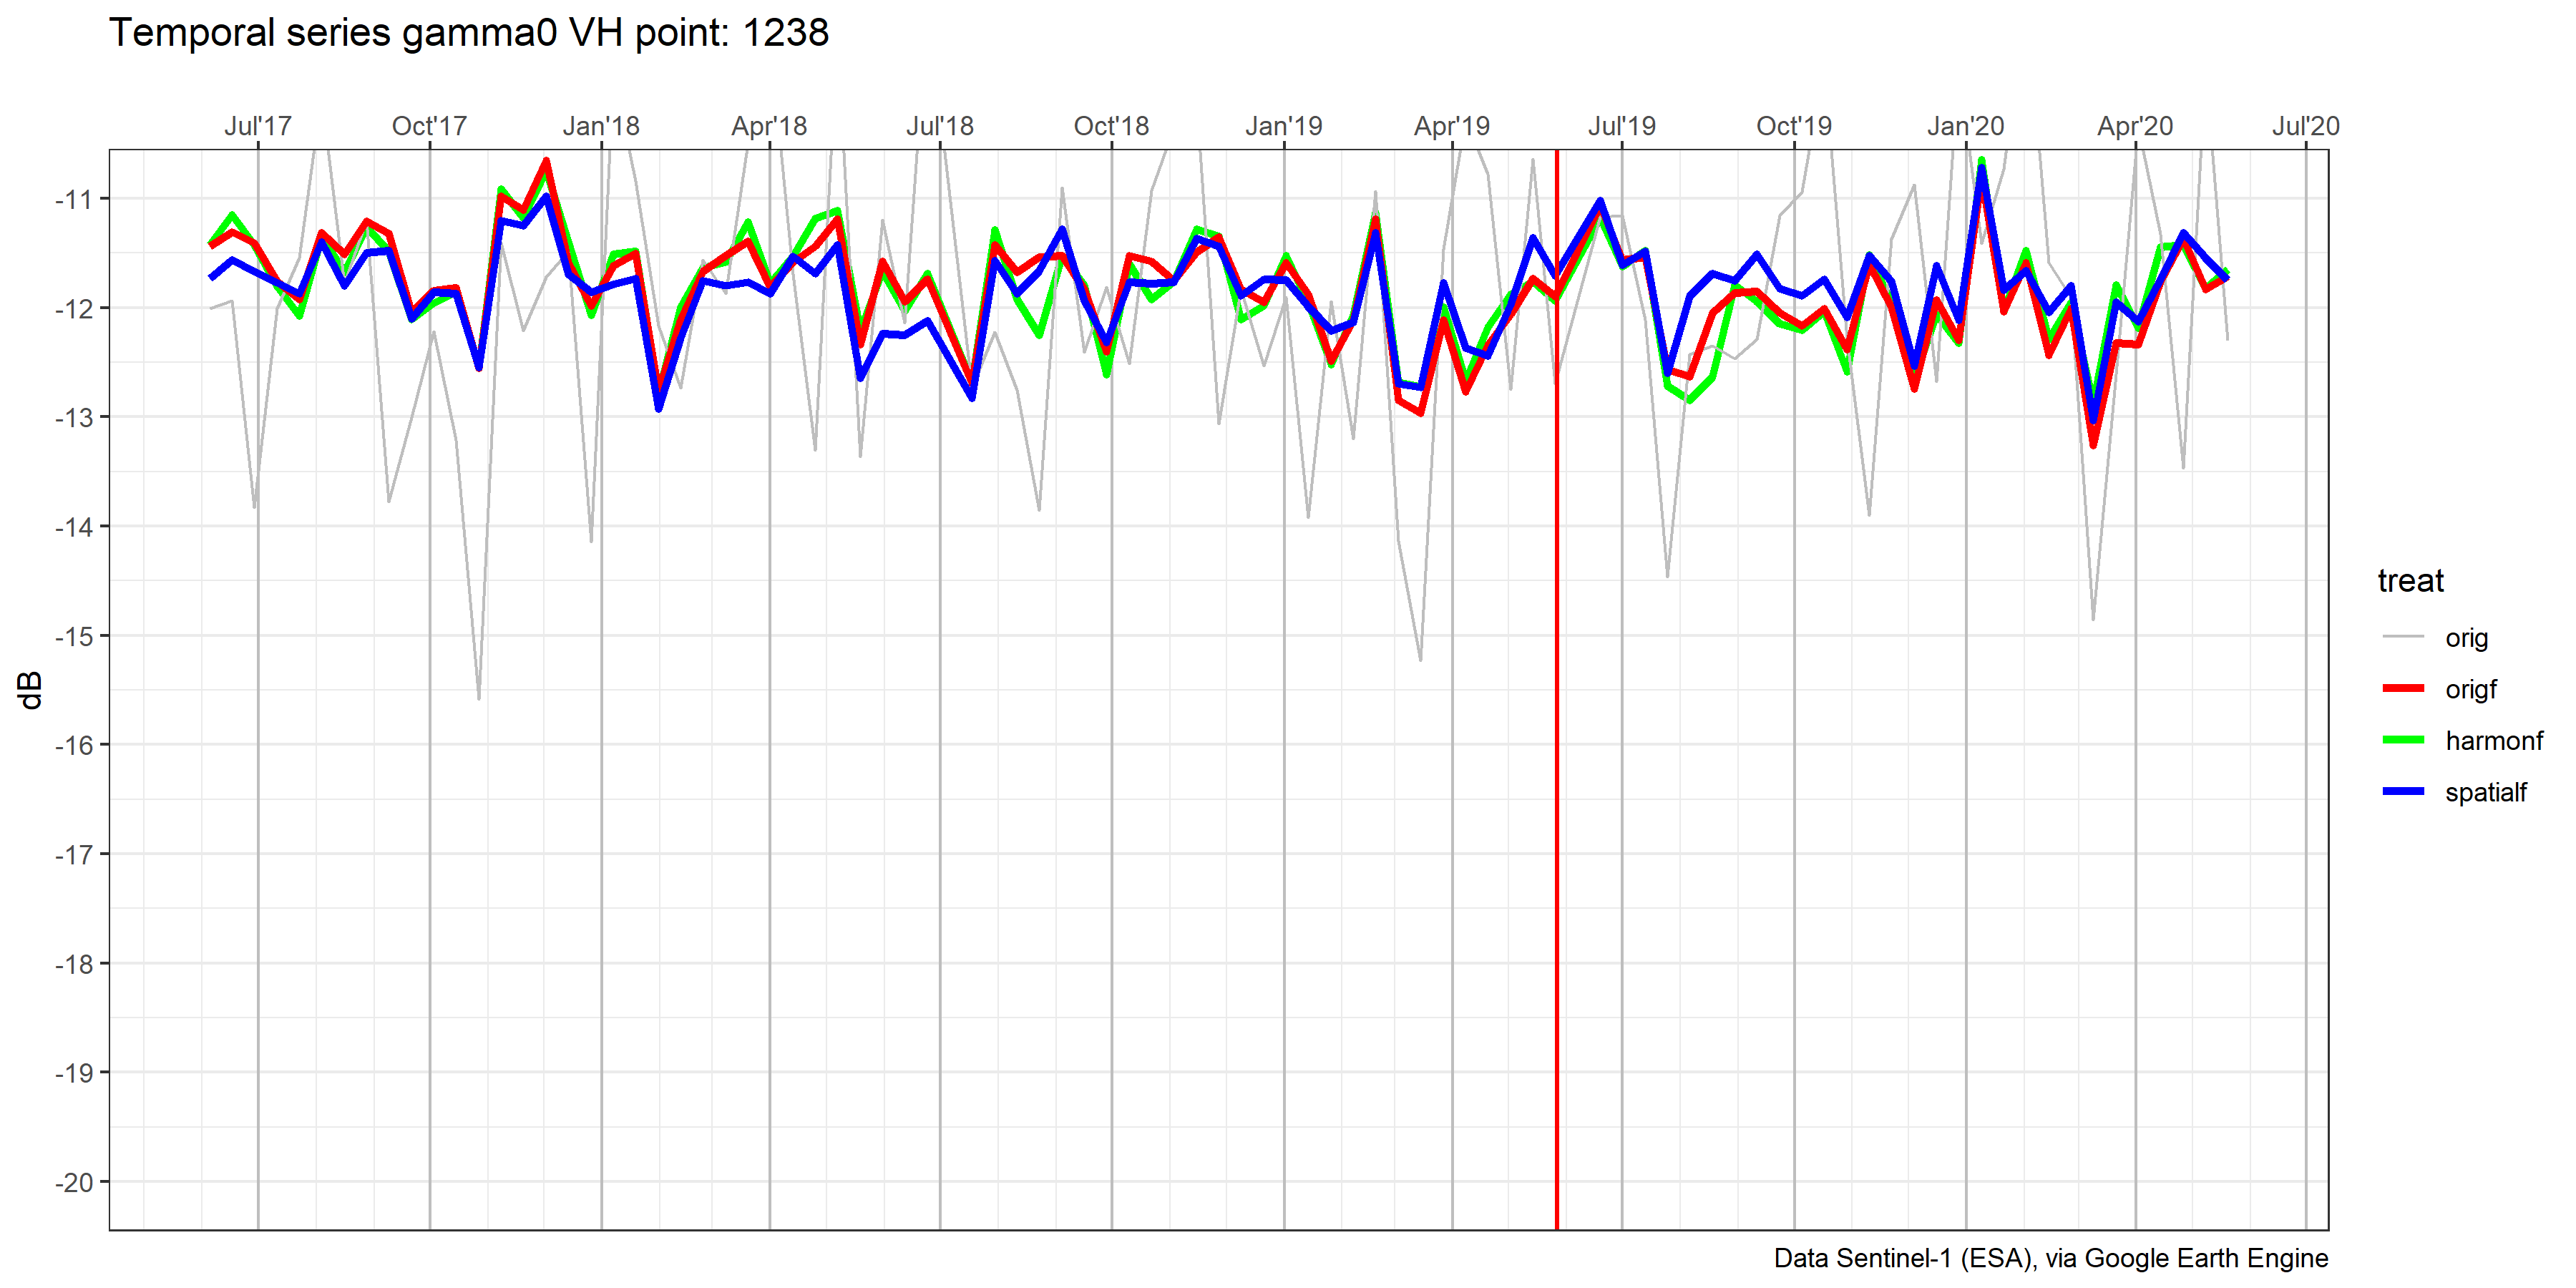 Temporal series gamma0 VH point: 1238
Jul'17 Oct'17 Jan'18 Apr'18 Jul'18 Oct'18 Jan'19 Apr'19 Jul'19 Oct'19 Jan'20 Apr'20 Jul'20
-11
-12
-13
-14
-15
-16
-17
-18
-19
-20
dB
treat
orig
origf
harmonf
spatialf
Data Sentinel-1 (ESA), via Google Earth Engine